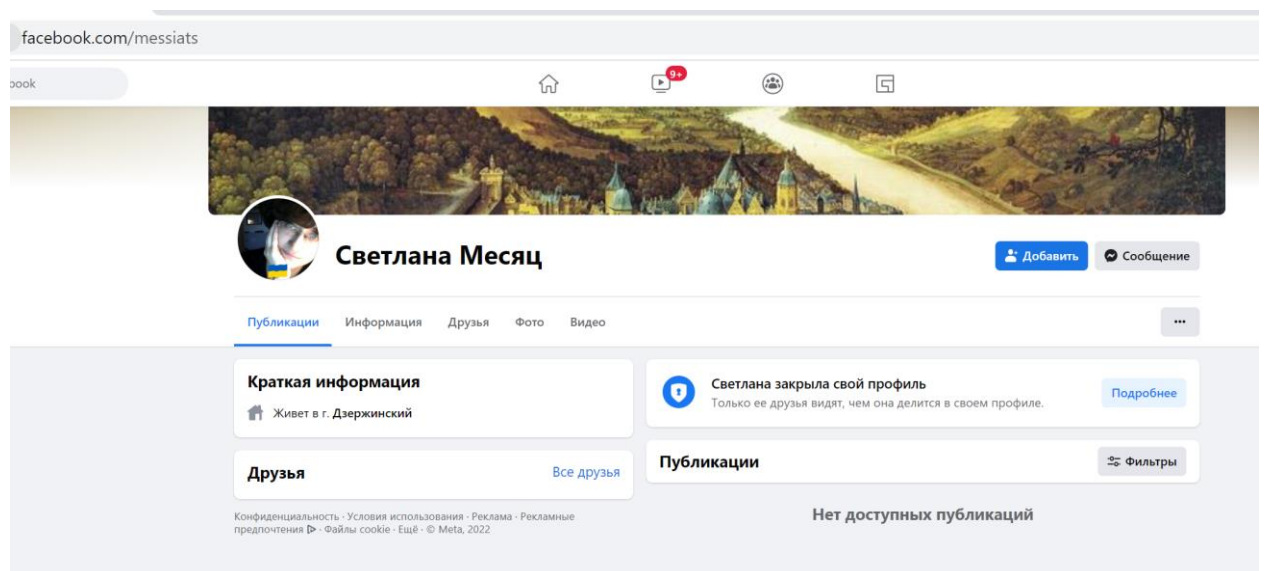 facebook.com/messiats
book
9+
Светлана Месяц
Добавить
Сообщение
Публикации Информация Друзья Фото Видео
Краткая информация
Живет в г. Дзержинский
Друзья
Все друзья
Конфиденциальность · Условия использования · Реклама · Рекламные
предпочтения · Файлы cookie · Ещё · © Meta, 2022
Светлана закрыла свой профиль
Только ее друзья видят, чем она делится в своем профиле.
Подробнее
Публикации
Фильтры
Нет доступных публикаций